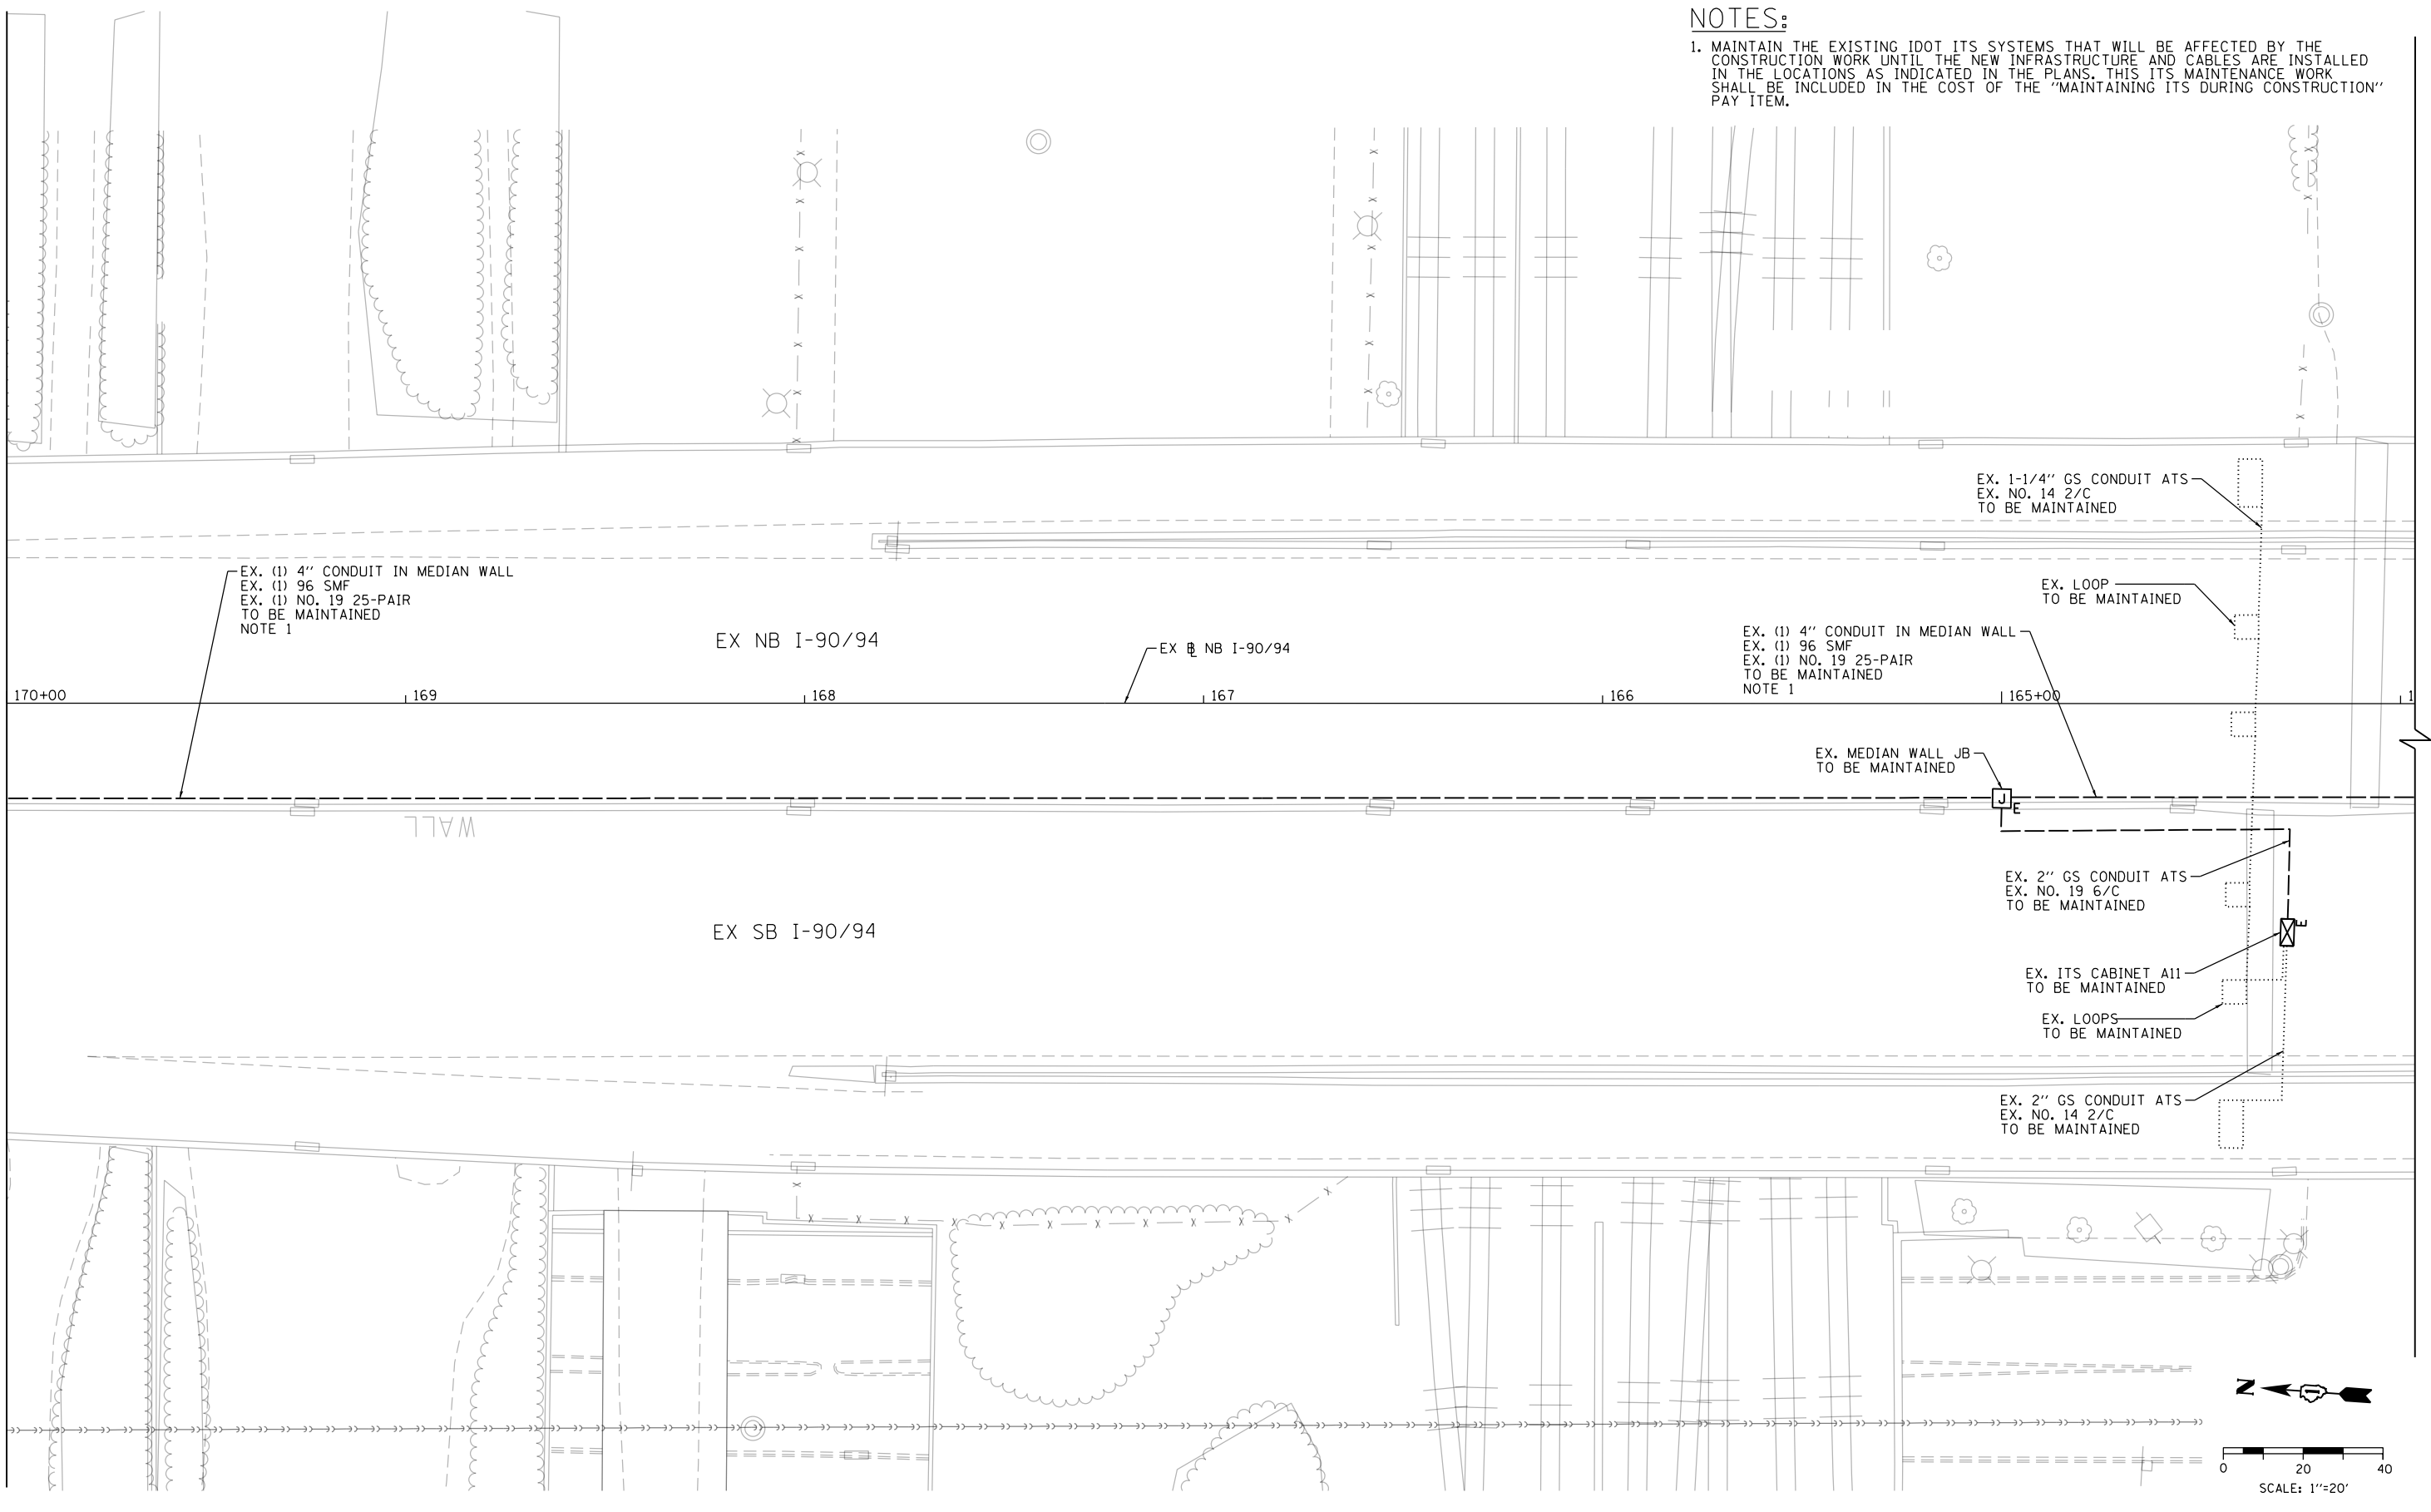 NOTES:
1. MAINTAIN THE EXISTING IDOT ITS SYSTEMS THAT WILL BE AFFECTED BY THE
CONSTRUCTION WORK UNTIL THE NEW INFRASTRUCTURE AND CABLES ARE INSTALLED
IN THE LOCATIONS AS INDICATED IN THE PLANS. THIS ITS MAINTENANCE WORK
SHALL BE INCLUDED IN THE COST OF THE "MAINTAINING ITS DURING CONSTRUCTION"
PAY ITEM.
EX. 1-1/4" GS CONDUIT ATS
EX. NO. 14 2/C
TO BE MAINTAINED
EX. (1) 4" CONDUIT IN MEDIAN WALL
EX. (1) 96 SMF
EX. (1) NO. 19 25-PAIR
TO BE MAINTAINED
NOTE 1
EX. LOOP
TO BE MAINTAINED
EX NB I-90/94
EX ⅊ NB I-90/94
EX. (1) 4" CONDUIT IN MEDIAN WALL
EX. (1) 96 SMF
EX. (1) NO. 19 25-PAIR
TO BE MAINTAINED
NOTE 1
170+00
169
168
167
166
165+00
1
EX. MEDIAN WALL JB
TO BE MAINTAINED
J
E
WALL
EX. 2" GS CONDUIT ATS
EX. NO. 19 6/C
TO BE MAINTAINED
E
EX SB I-90/94
EX. ITS CABINET A11
TO BE MAINTAINED
EX. LOOPS
TO BE MAINTAINED
EX. 2" GS CONDUIT ATS
EX. NO. 14 2/C
TO BE MAINTAINED
N
0 20 40
SCALE: 1"=20'